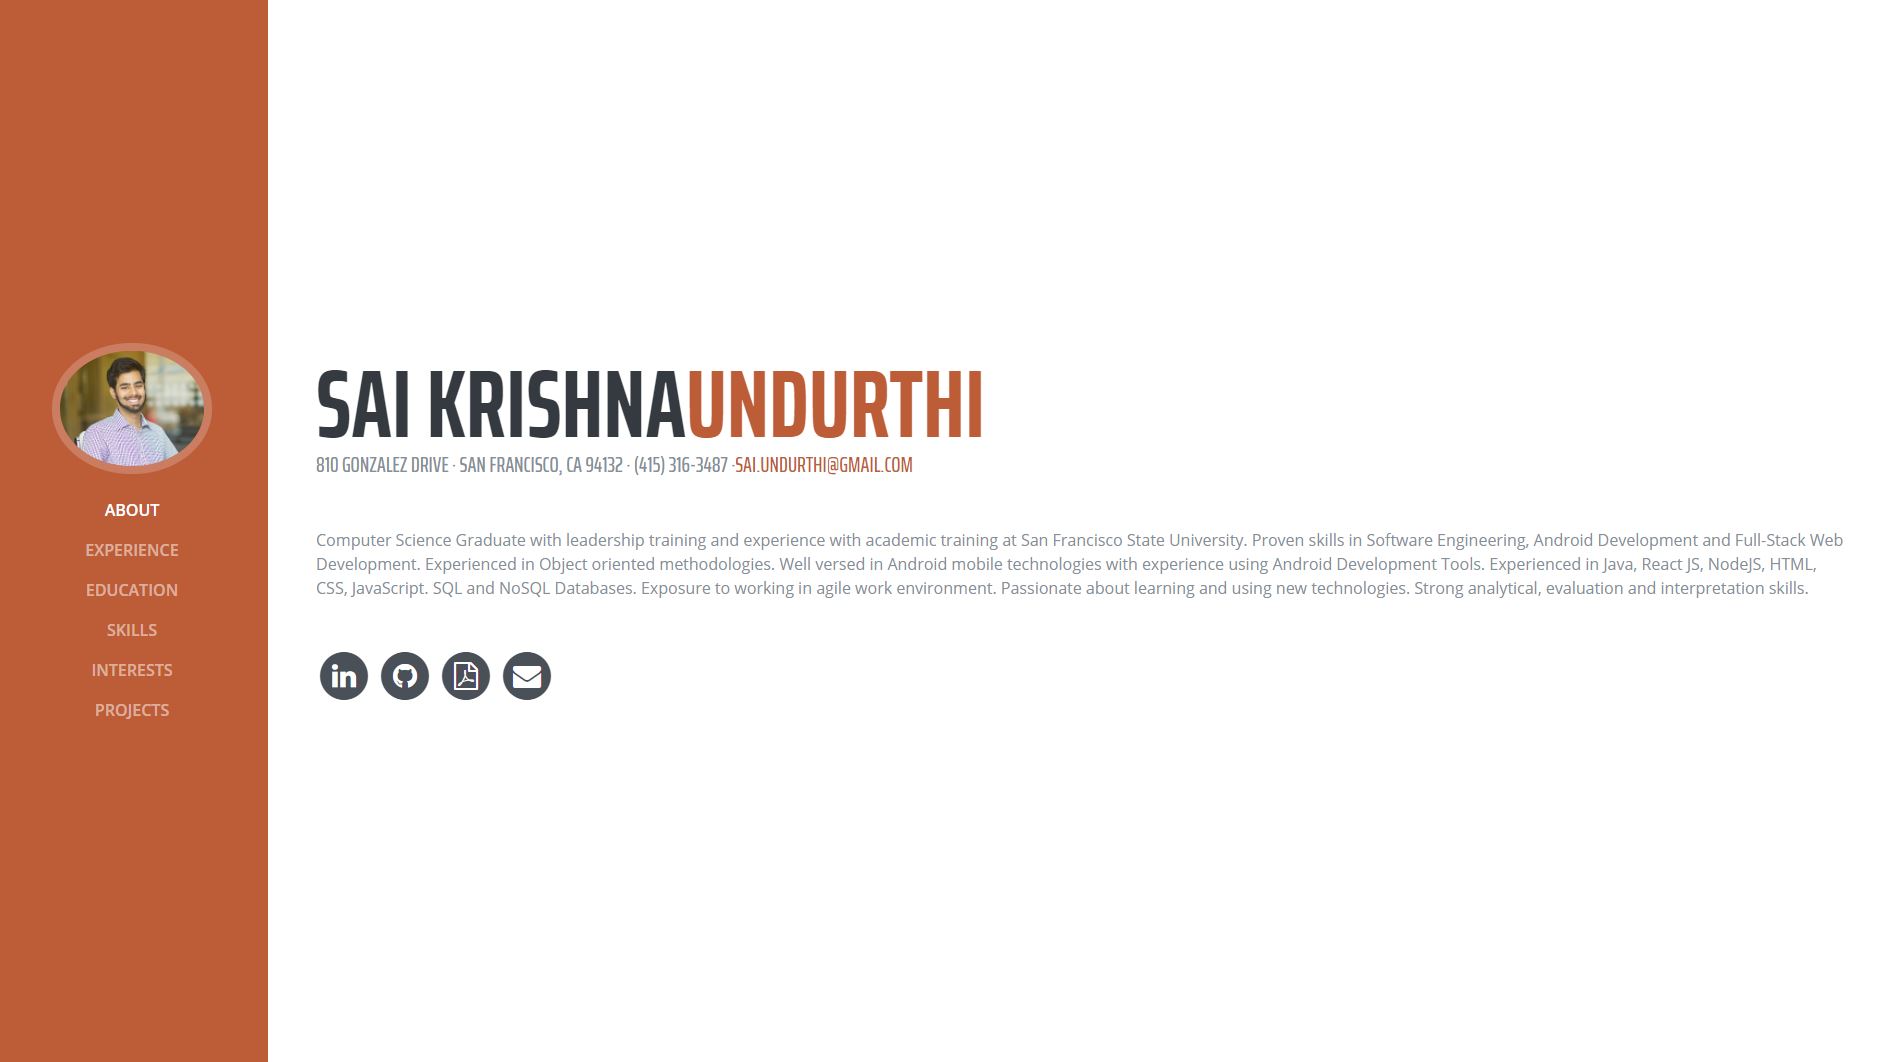 ABOUT
EXPERIENCE
EDUCATION
SKILLS
INTERESTS
PROJECTS
SAI KRISHNAUNDURTHI
810 GONZALEZ DRIVE · SAN FRANCISCO, CA 94132 · (415) 316-3487 ·SAI.UNDURTHI@GMAIL.COM
Computer Science Graduate with leadership training and experience with academic training at San Francisco State University. Proven skills in Software Engineering, Android Development and Full-Stack Web
Development. Experienced in Object oriented methodologies. Well versed in Android mobile technologies with experience using Android Development Tools. Experienced in Java, React JS, NodeJS, HTML,
CSS, JavaScript. SQL and NoSQL Databases. Exposure to working in agile work environment. Passionate about learning and using new technologies. Strong analytical, evaluation and interpretation skills.
in